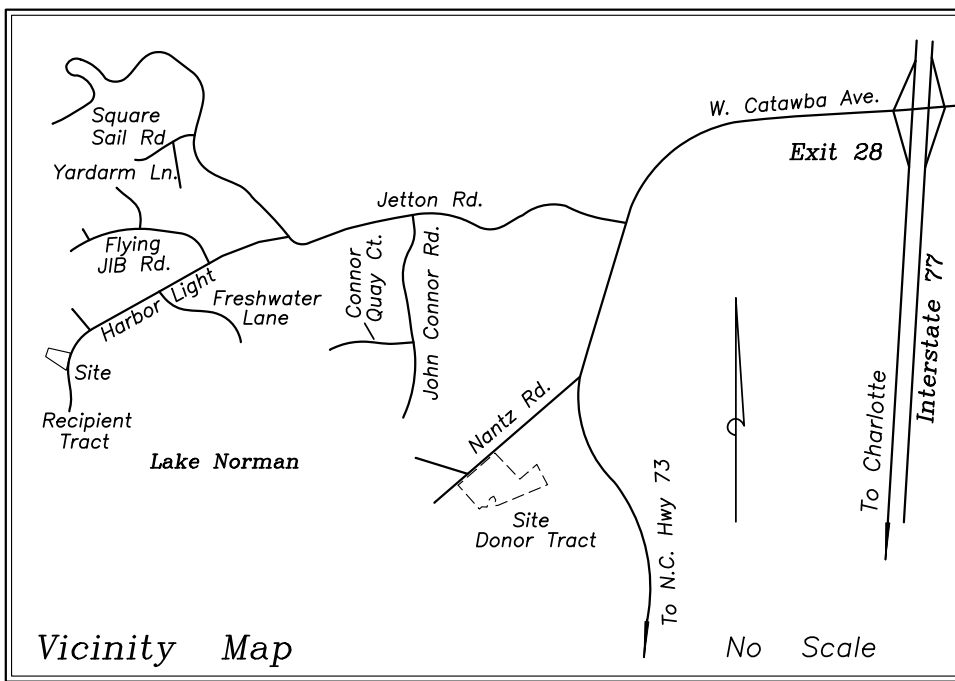 W. Catawba Ave.
Exit 28
Square
Sail Rd
Yardarm Ln.
Jetton Rd.
Flying
JIB Rd.
Harbor Light
Freshwater
Lane
Connor
Quay Ct.
John Connor Rd.
Interstate 77
To Charlotte
Site
Recipient
Tract
Nantz Rd.
Lake Norman
Site
Donor Tract
To N.C. Hwy 73
Vicinity Map
No Scale